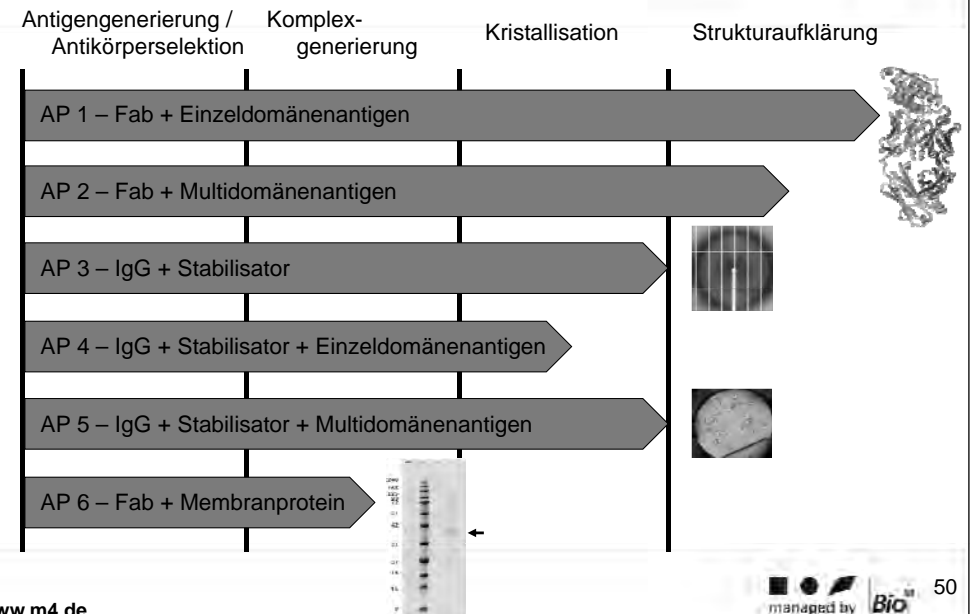 Antigengenerierung /
Antikörperselektion
Komplex-
generierung
Kristallisation
Strukturaufklärung
AP 1 – Fab + Einzeldomänenantigen
AP 2 – Fab + Multidomänenantigen
AP 3 – IgG + Stabilisator
AP 4 – IgG + Stabilisator + Einzeldomänenantigen
AP 5 – IgG + Stabilisator + Multidomänenantigen
AP 6 – Fab + Membranprotein
ww.m4.de
managed by
Bio M
50